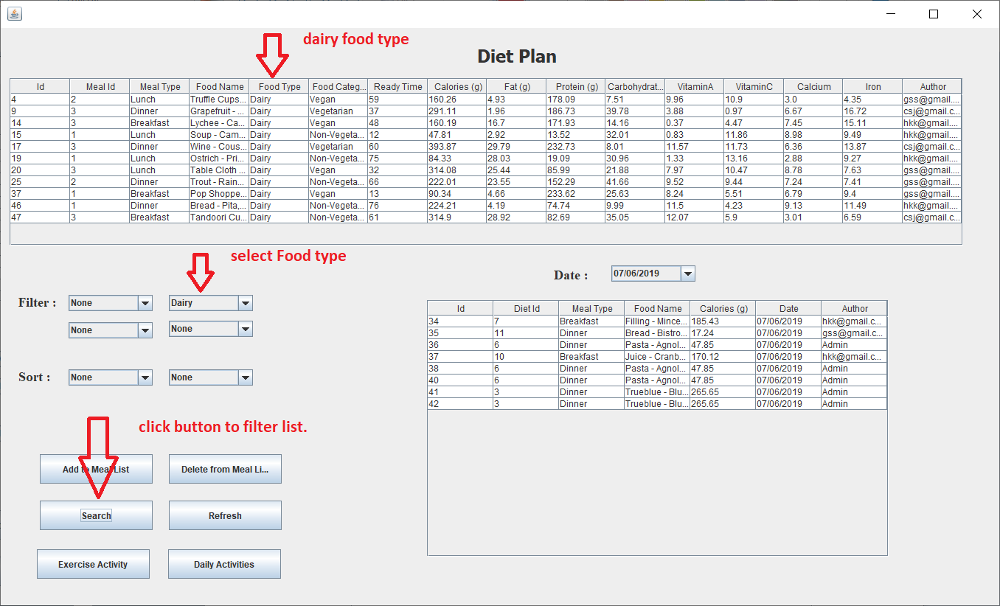 dairy food type
Diet Plan
Id Meal Id Meal Type Food Name Food Type Food Categ... Ready Time Calories (g) Fat (g) Protein (g) Carbohydrat... VitaminA VitaminC Calcium Iron Author
4 2 Lunch Truffle Cups... Dairy Vegan 59 160.26 4.93 178.09 7.51 9.96 10.9 3.0 4.35 gss@gmail....
9 3 Dinner Grapefruit - ... Dairy Vegetarian 37 291.11 1.96 186.73 39.78 3.88 0.97 6.67 16.72 csj@gmail.c...
14 3 Breakfast Lychee - Ca... Dairy Vegan 48 160.19 16.7 171.93 14.16 0.37 4.47 7.45 15.11 hkk@gmail....
15 1 Lunch Soup - Cam... Dairy Non-Vegeta... 12 47.81 2.92 13.52 32.01 0.83 11.86 8.98 9.49 hkk@gmail....
17 3 Dinner Wine - Cous... Dairy Vegetarian 60 393.87 29.79 232.73 8.01 11.57 11.73 6.36 13.87 csj@gmail.c...
19 1 Lunch Ostrich - Pri... Dairy Non-Vegeta... 75 84.33 28.03 19.09 30.96 1.33 13.16 2.88 9.27 hkk@gmail....
20 3 Lunch Table Cloth ... Dairy Vegan 32 314.08 25.44 85.99 21.88 7.97 10.47 8.78 7.63 gss@gmail....
25 2 Dinner Trout - Rain... Dairy Non-Vegeta... 66 222.01 23.55 152.29 41.66 9.52 9.44 7.24 7.41 gss@gmail....
37 1 Breakfast Pop Shoppe... Dairy Vegan 13 90.34 4.66 233.62 25.63 8.24 5.51 6.79 9.4 gss@gmail....
46 1 Dinner Bread - Pita,... Dairy Non-Vegeta... 76 224.21 4.19 74.74 9.99 11.5 4.23 9.13 11.49 hkk@gmail....
47 3 Breakfast Tandoori Cu... Dairy Non-Vegeta... 61 314.9 28.92 82.69 35.05 12.07 5.9 3.01 6.59 csj@gmail.c...
select Food type
Date : 07/06/2019
Filter : None Dairy
None None
Sort : None None
Id Diet Id Meal Type Food Name Calories (g) Date Author
34 7 Breakfast Filling - Mince... 185.43 07/06/2019 hkk@gmail.c...
35 11 Dinner Bread - Bistro... 17.24 07/06/2019 gss@gmail.c...
36 6 Dinner Pasta - Agnol... 47.85 07/06/2019 Admin
37 10 Breakfast Juice - Cranb... 170.12 07/06/2019 hkk@gmail.c...
38 6 Dinner Pasta - Agnol... 47.85 07/06/2019 Admin
40 6 Dinner Pasta - Agnol... 47.85 07/06/2019 Admin
41 3 Dinner Trueblue - Blu... 265.65 07/06/2019 Admin
42 3 Dinner Trueblue - Blu... 265.65 07/06/2019 Admin
click button to filter list.
Add to Meal List Delete from Meal Li...
Search Refresh
Exercise Activity Daily Activities